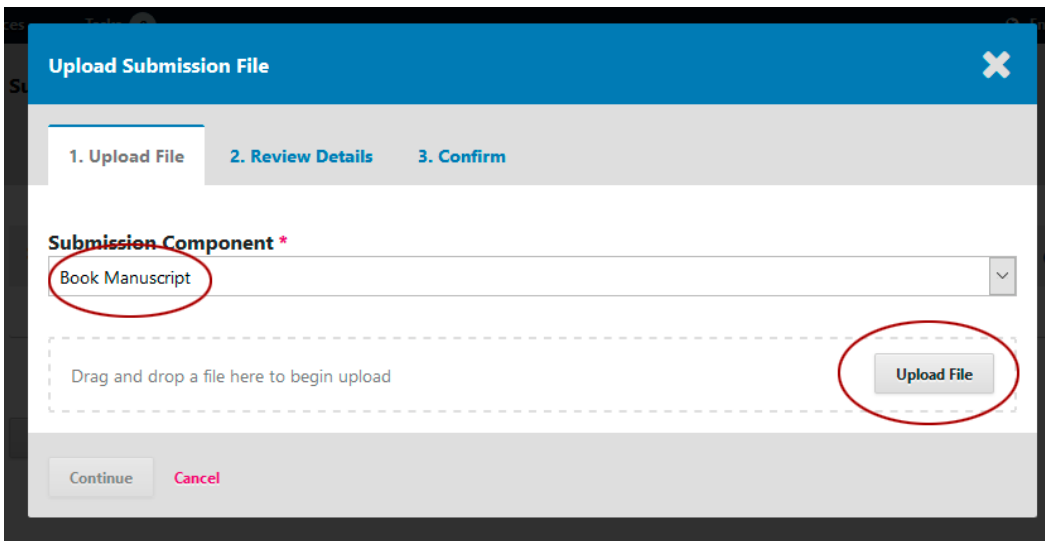 Upload Submission File
1. Upload File 2. Review Details 3. Confirm
Submission Component *
Book Manuscript
Drag and drop a file here to begin upload Upload File
Continue Cancel